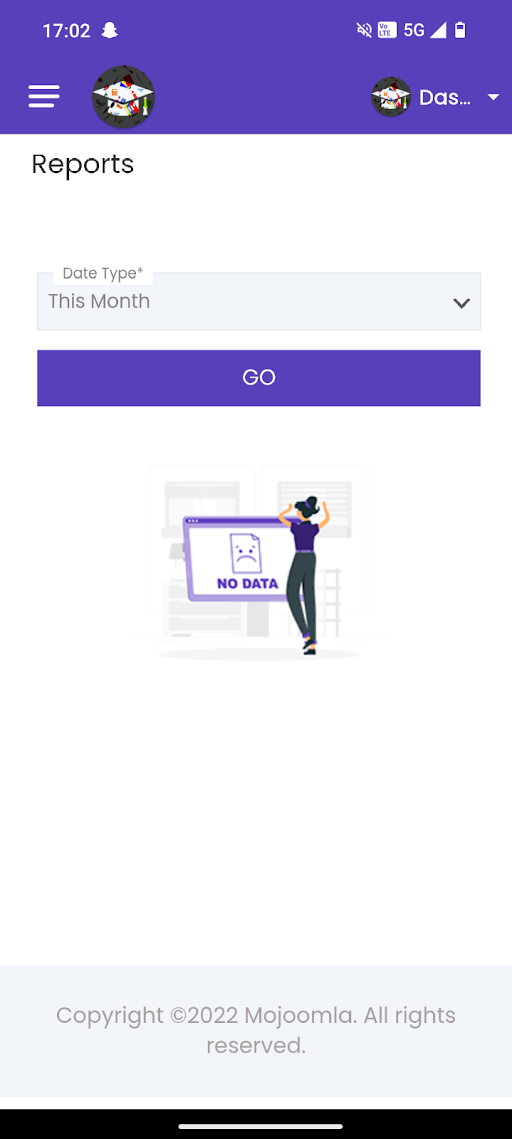 17:02
Vo LTE 5G
Das...
Reports
Date Type*
This Month
GO
NO DATA
Copyright ©2022 Mojoomla. All rights
reserved.